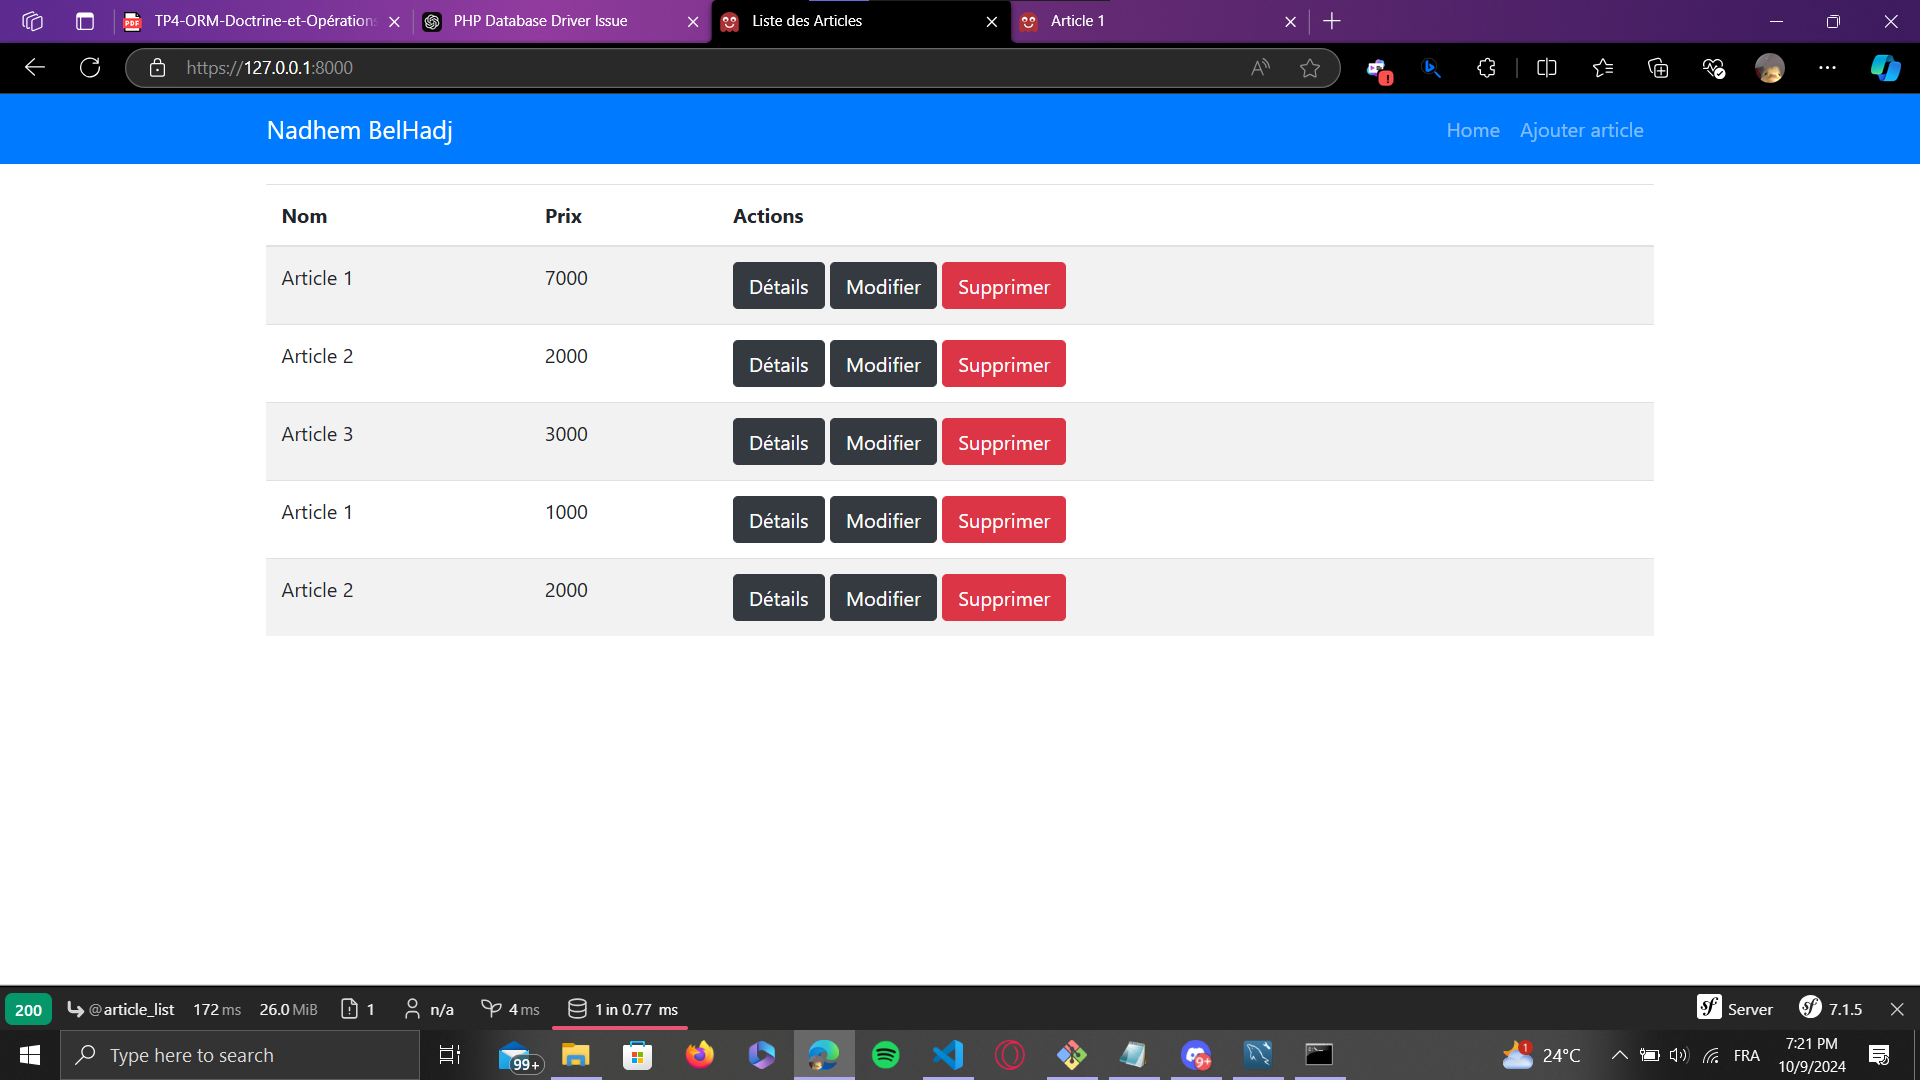 TP4-ORM-Doctrine-et-Opérations
PHP Database Driver Issue
Liste des Articles
Article 1
https://127.0.0.1:8000
Nadhem BelHadj
Home
Ajouter article
Nom Prix Actions
Article 1 7000 Détails Modifier Supprimer
Article 2 2000 Détails Modifier Supprimer
Article 3 3000 Détails Modifier Supprimer
Article 1 1000 Détails Modifier Supprimer
Article 2 2000 Détails Modifier Supprimer
200 @article_list 172 ms 26.0 MiB 1 n/a 4 ms 1 in 0.77 ms Server 7.1.5
Type here to search
99+
9+
1
24°C
FRA
7:21 PM
10/9/2024